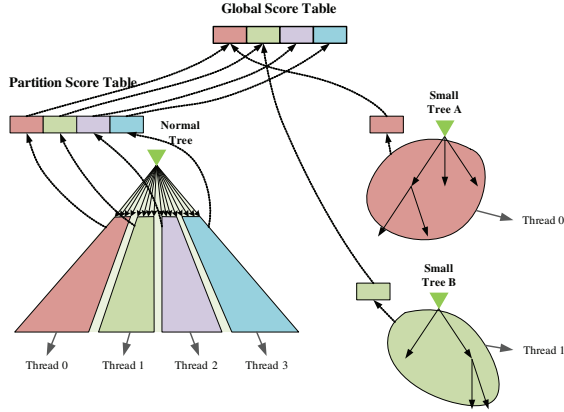 Global Score Table
Partition Score Table
Normal
Tree
Small
Tree A
Thread 0
Small
Tree B
Thread 1
Thread 0
Thread 1
Thread 2
Thread 3